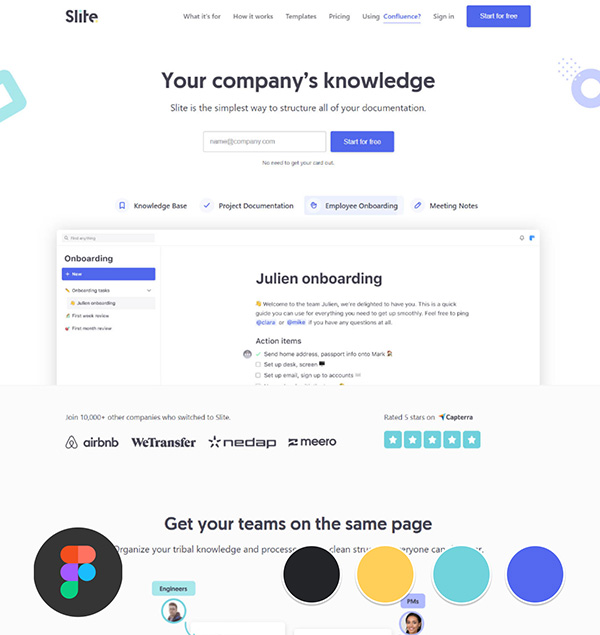 Slite
What it's for How it works Templates Pricing Using Confluence? Sign in Start for free
Your company's knowledge
Slite is the simplest way to structure all of your documentation.
name@company.com Start for free
No need to get your card out.
Knowledge Base Project Documentation Employee Onboarding Meeting Notes
Find anything
Onboarding
+ New
Onboarding tasks
Julien onboarding
First week review
First month review
Julien onboarding
Welcome to the team Julien, we're delighted to have you. This is a quick
guide you can use for everything you need to get up smoothly. Feel free to ping
@clara or @mike if you have any questions at all.
Action items
Send home address, passport info onto Mark
Set up desk, screen
Set up email, sign up to accounts
Join 10,000+ other companies who switched to Slite.
airbnb WeTransfer nedap meero
Rated 5 stars on Capterra
Get your teams on the same page
Organize your tribal knowledge and processes clean
Engineers
PMs